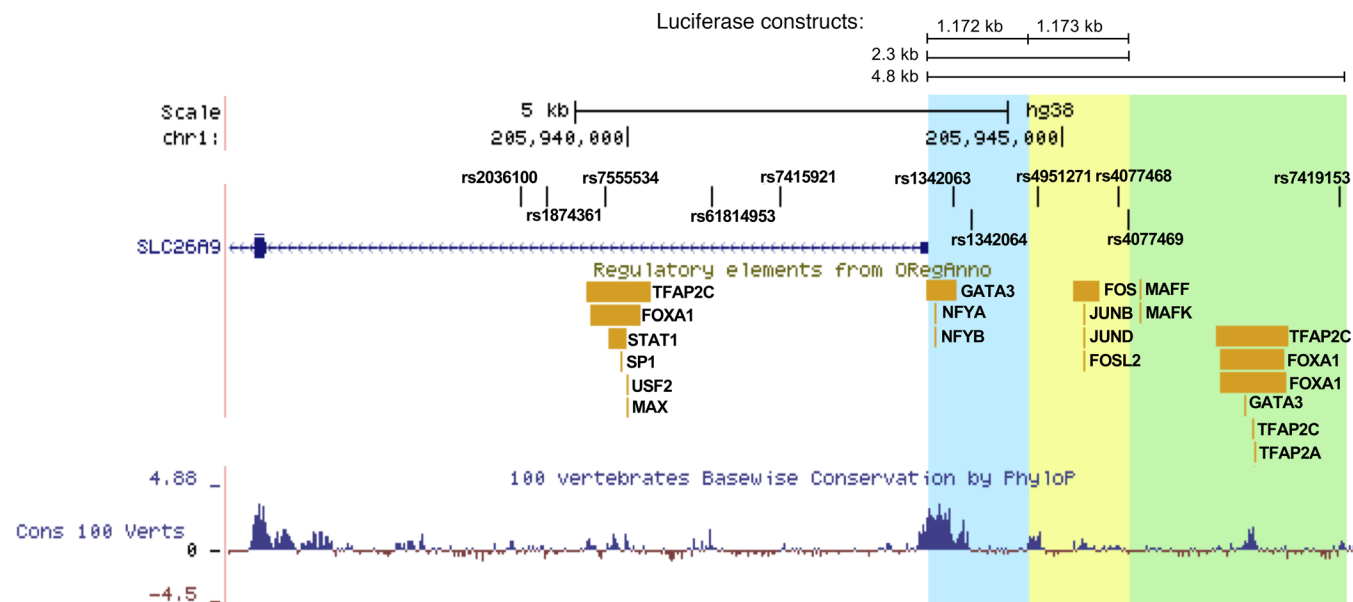 Luciferase constructs:
1.172 kb 1.173 kb
2.3 kb
4.8 kb
Scale 5 kb hg38
chr1: 205,940,000 205,945,000
rs2036100 rs7555534 rs7415921 rs1342063 rs4951271 rs4077468 rs7419153
rs1874361 rs61814953 rs1342064 rs4077469
SLC26A9
Regulatory elements from ORegAnno
TFAP2C GATA3 FOS MAFF
FOXA1 NFYA JUNB MAFK
STAT1 NFYB JUND TFAP2C
SP1 FOSL2 FOXA1
USF2 FOXA1
MAX GATA3
TFAP2C
TFAP2A
4.88 _ 100 vertebrates Basewise Conservation by PhyloP
Cons 100 Verts
0 -
-4.5 _